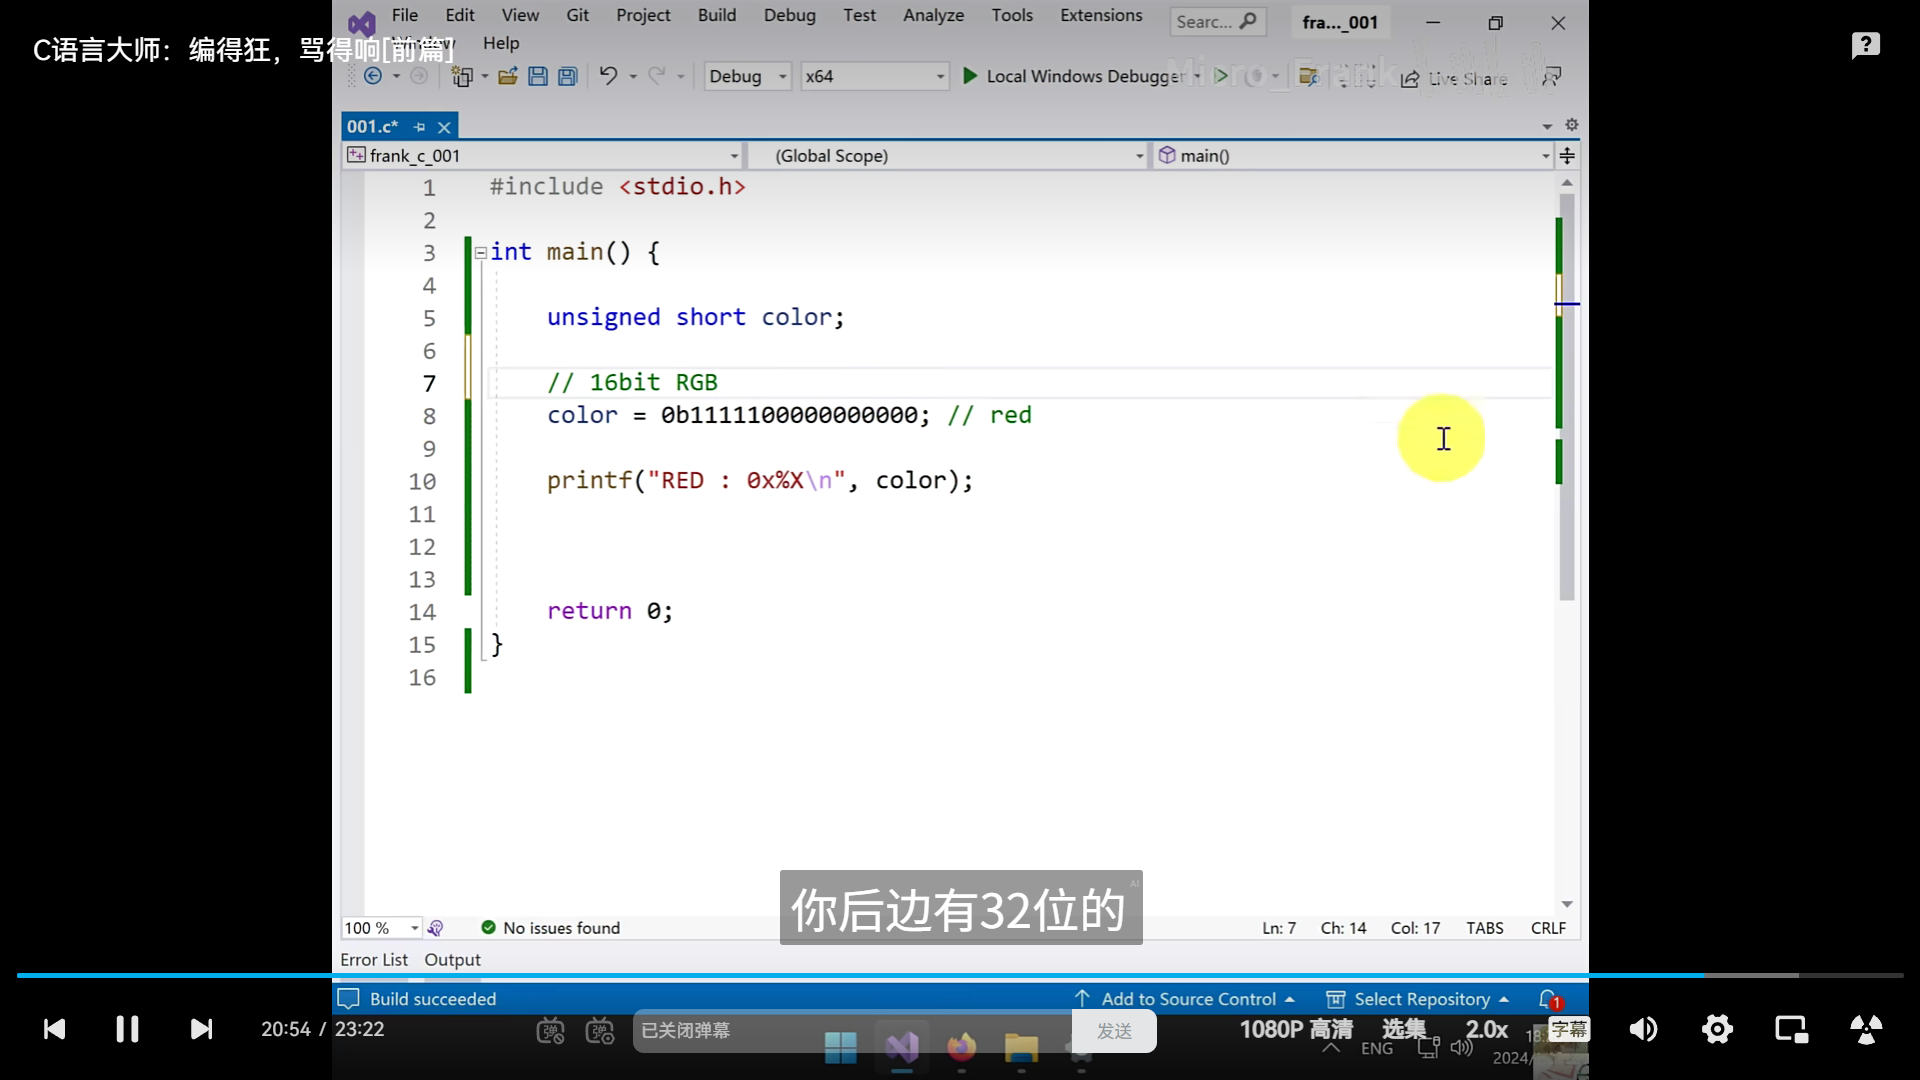 File Edit View Git Project Build Debug Test Analyze Tools Extensions Searc... fra..._001
Window Help
C语言大师：编得狂，骂得响[前篇]
Debug x64 Local Windows Debugger Live Share
Micro_Frank
001.c*
frank_c_001 (Global Scope) main()
1 #include <stdio.h>
2
3 int main() {
4
5 unsigned short color;
6
7 // 16bit RGB
8 color = 0b1111100000000000; // red
9
10 printf("RED : 0x%X\n", color);
11
12
13
14 return 0;
15 }
16
你后边有32位的
AI
100 % No issues found Ln: 7 Ch: 14 Col: 17 TABS CRLF
Error List Output
Build succeeded Add to Source Control Select Repository 1
20:54 / 23:22 已关闭弹幕 发送 1080P 高清 选集 2.0x 字幕
ENG
2024/